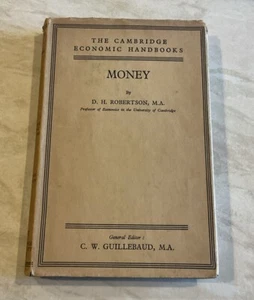 THE CAMBRIDGE
ECONOMIC HANDBOOKS
MONEY
by
D. H. ROBERTSON, M.A.
Professor of Economics in the University of Cambridge
General Editor:
C. W. GUILLEBAUD, M.A.